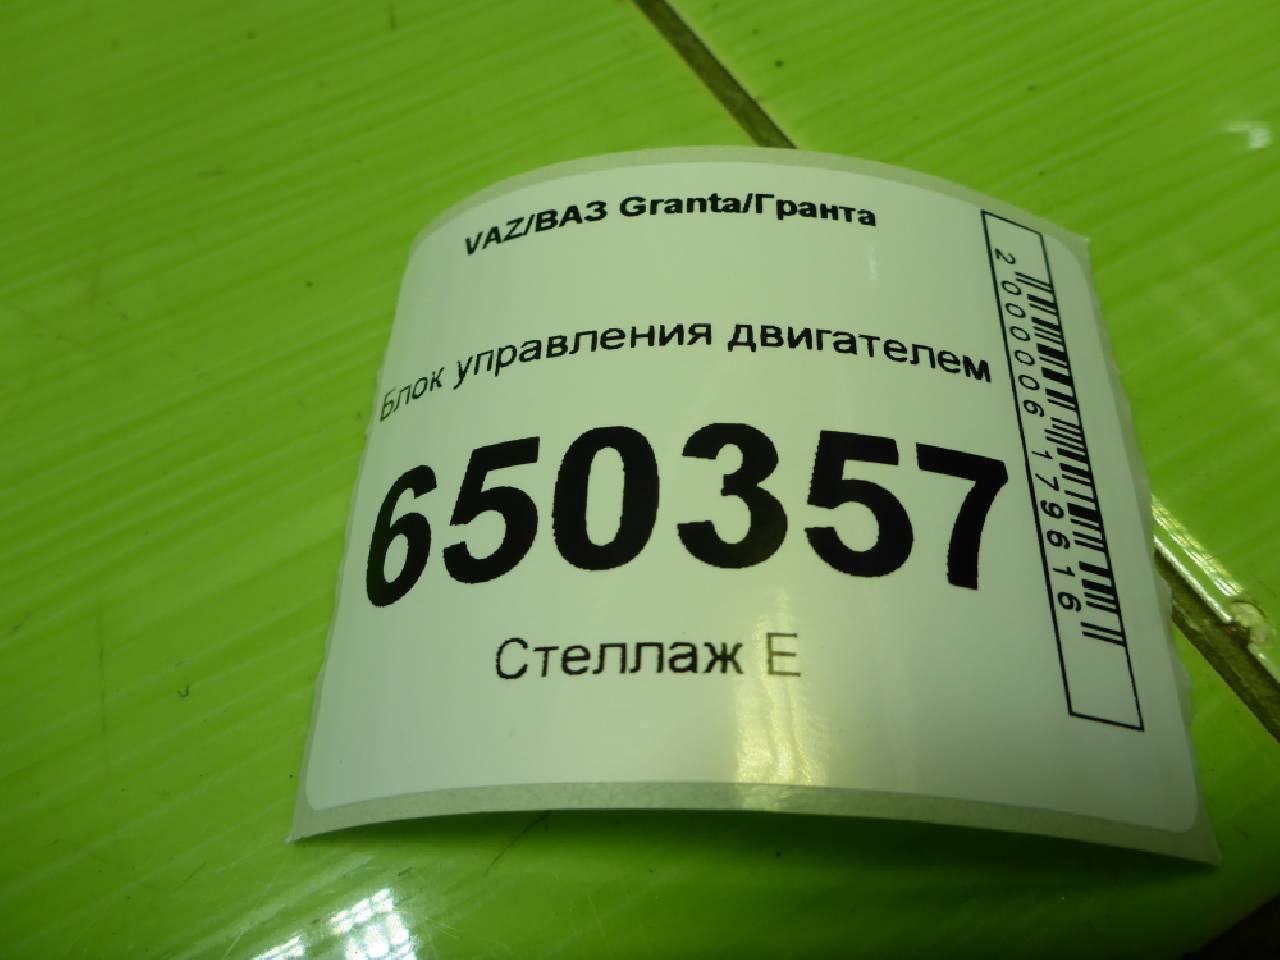 VAZ/ВАЗ Granta/Гранта
Блок управления двигателем
650357
Стеллаж Е
2000006179616